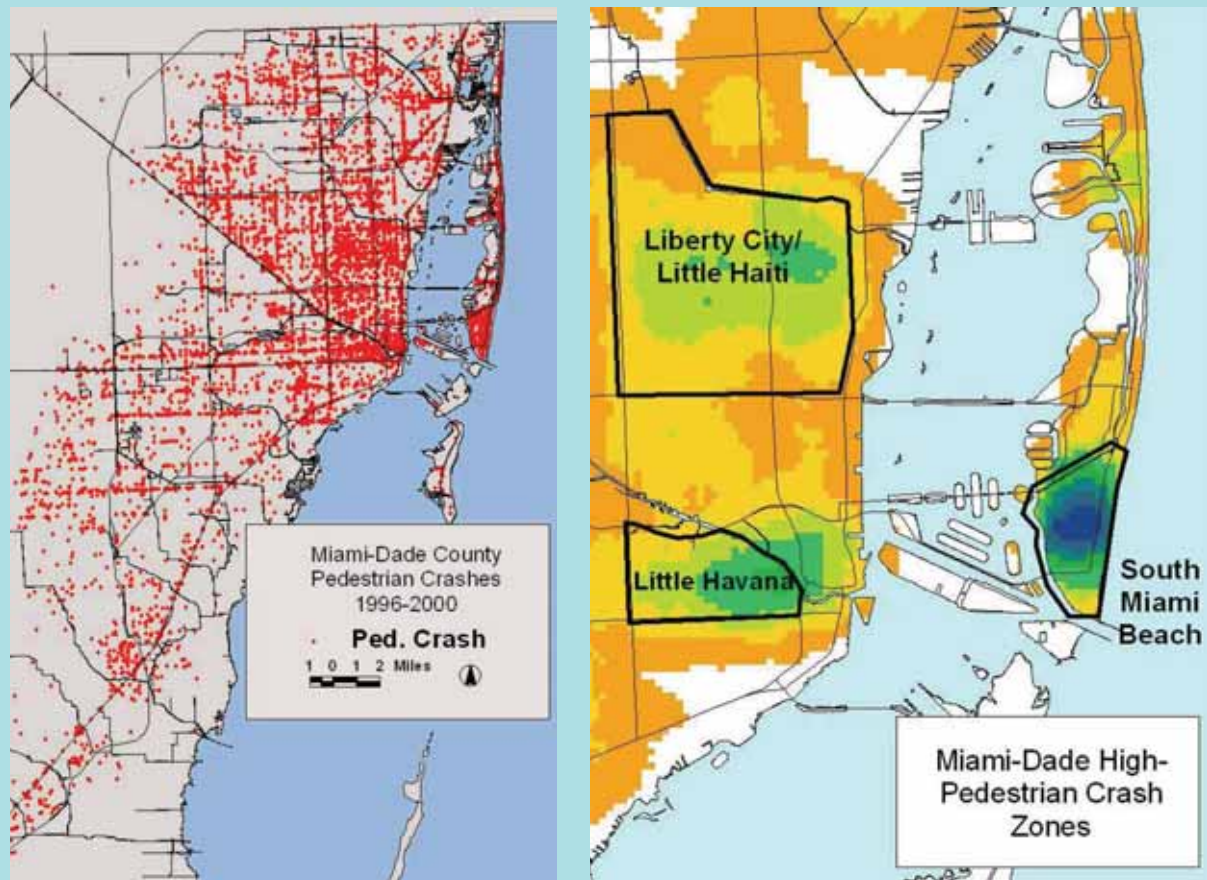 Miami-Dade County
Pedestrian Crashes
1996-2000
Ped. Crash
1 0 1 2 Miles
Liberty City/
Little Haiti
Little Havana
South
Miami
Beach
Miami-Dade High-
Pedestrian Crash
Zones